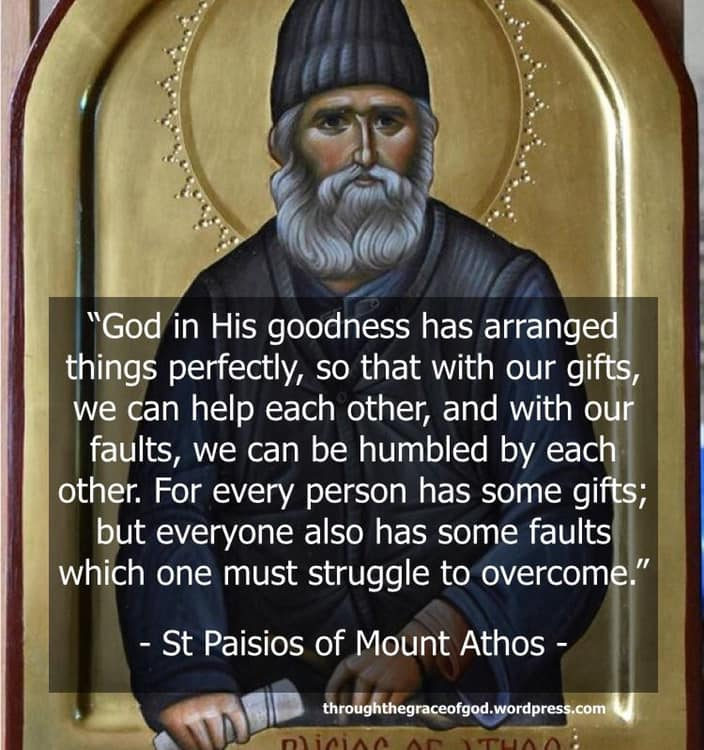 “God in His goodness has arranged
things perfectly, so that with our gifts,
we can help each other, and with our
faults, we can be humbled by each
other. For every person has some gifts;
but everyone also has some faults
which one must struggle to overcome.”
- St Paisios of Mount Athos -
throughthegraceofgod.wordpress.com